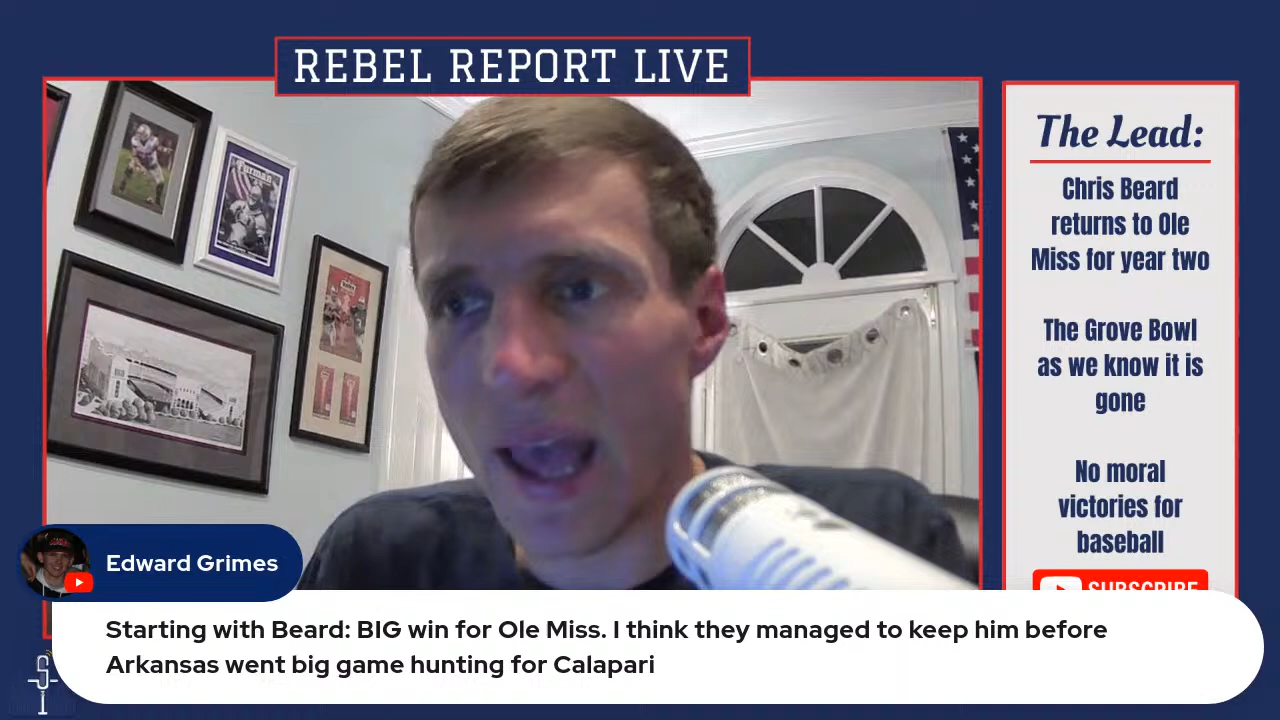 REBEL REPORT LIVE
Furman
The Lead:
Chris Beard
returns to Ole
Miss for year two
The Grove Bowl
as we know it is
gone
No moral
victories for
baseball
SUBSCRIBE
Edward Grimes
Starting with Beard: BIG win for Ole Miss. I think they managed to keep him before
Arkansas went big game hunting for Calapari